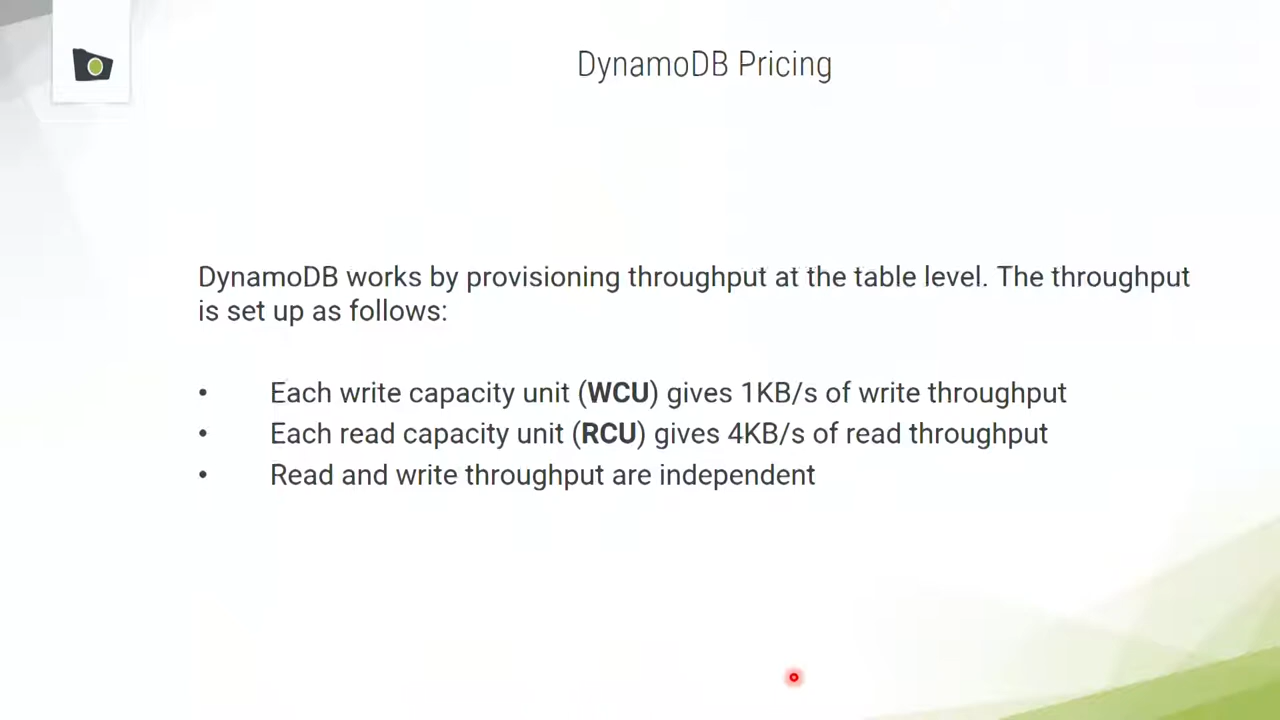 DynamoDB Pricing
DynamoDB works by provisioning throughput at the table level. The throughput
is set up as follows:
• Each write capacity unit (WCU) gives 1KB/s of write throughput
• Each read capacity unit (RCU) gives 4KB/s of read throughput
• Read and write throughput are independent